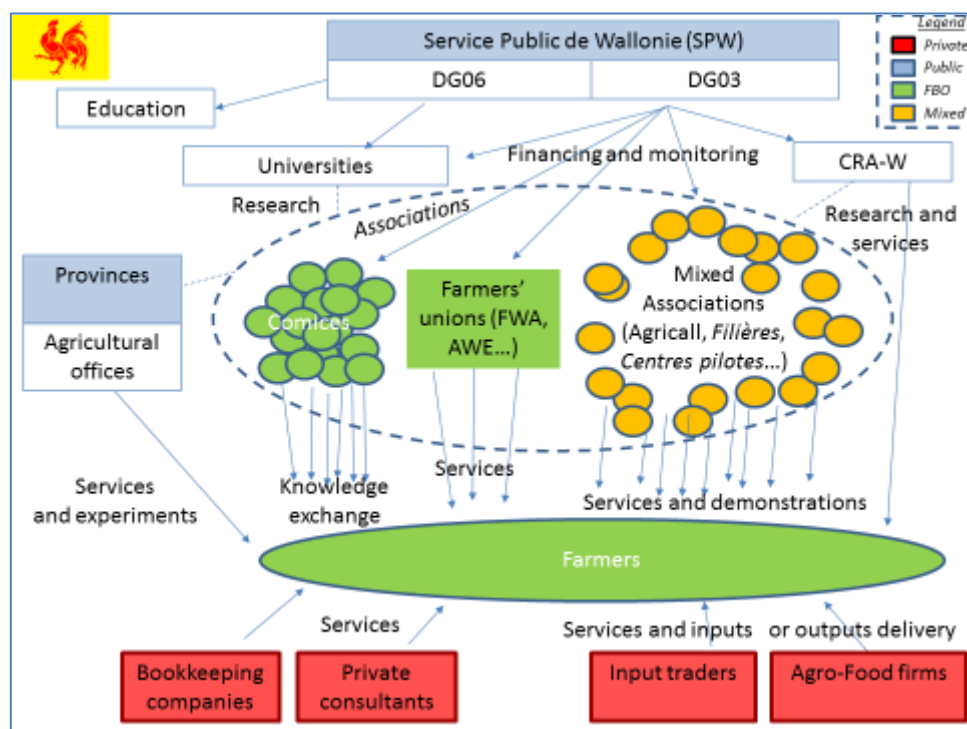 Service Public de Wallonie (SPW)
DG06
DG03
Legend
Private
Public
FBO
Mixed
Education
Universities
Financing and monitoring
CRA-W
Research
Associations
Research and
services
Provinces
Agricultural
offices
Comices
Farmers'
unions (FWA,
AWE...)
Mixed
Associations
(Agricall, Filières,
Centres pilotes...)
Services
and experiments
Knowledge
exchange
Services
Services and demonstrations
Farmers
Services
Services and inputs
or outputs delivery
Bookkeeping
companies
Private
consultants
Input traders
Agro-Food firms